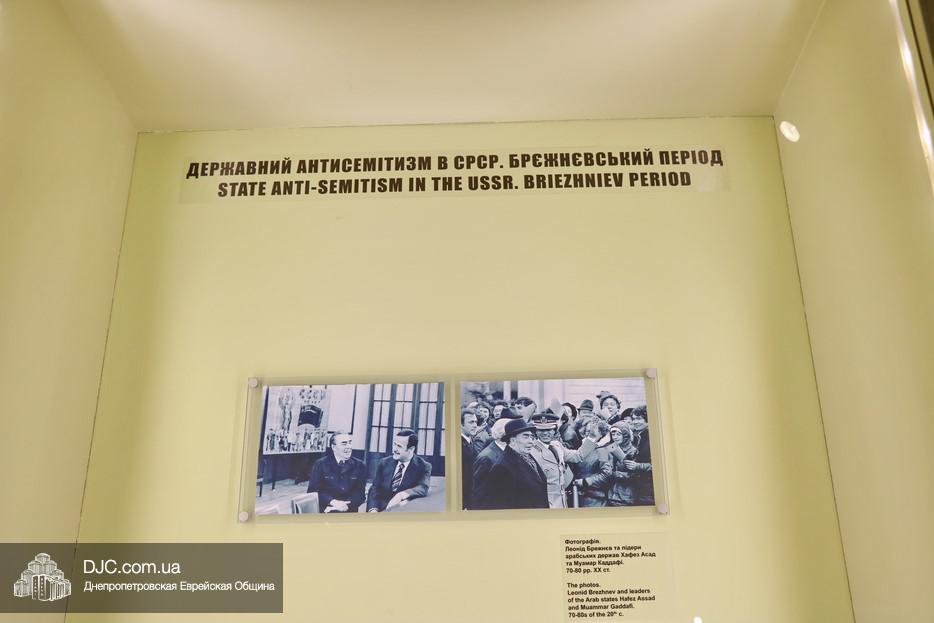 ДЕРЖАВНИЙ АНТИСЕМІТИЗМ В СРСР. БРЄЖНЄВСЬКИЙ ПЕРІОД
STATE ANTI-SEMITISM IN THE USSR. BRIEZHNIEV PERIOD
Фотографія.
Леонід Брежнєв та лідери
арабських держав Хафез Асад
та Муамар Каддафі.
70-80 рр. XX ст.
The photos.
Leonid Brezhnev and leaders
of the Arab states Hafez Assad
and Muammar Gaddafi.
70-80s of the 20th c.
DJC.com.ua
Днепропетровская Еврейская Община